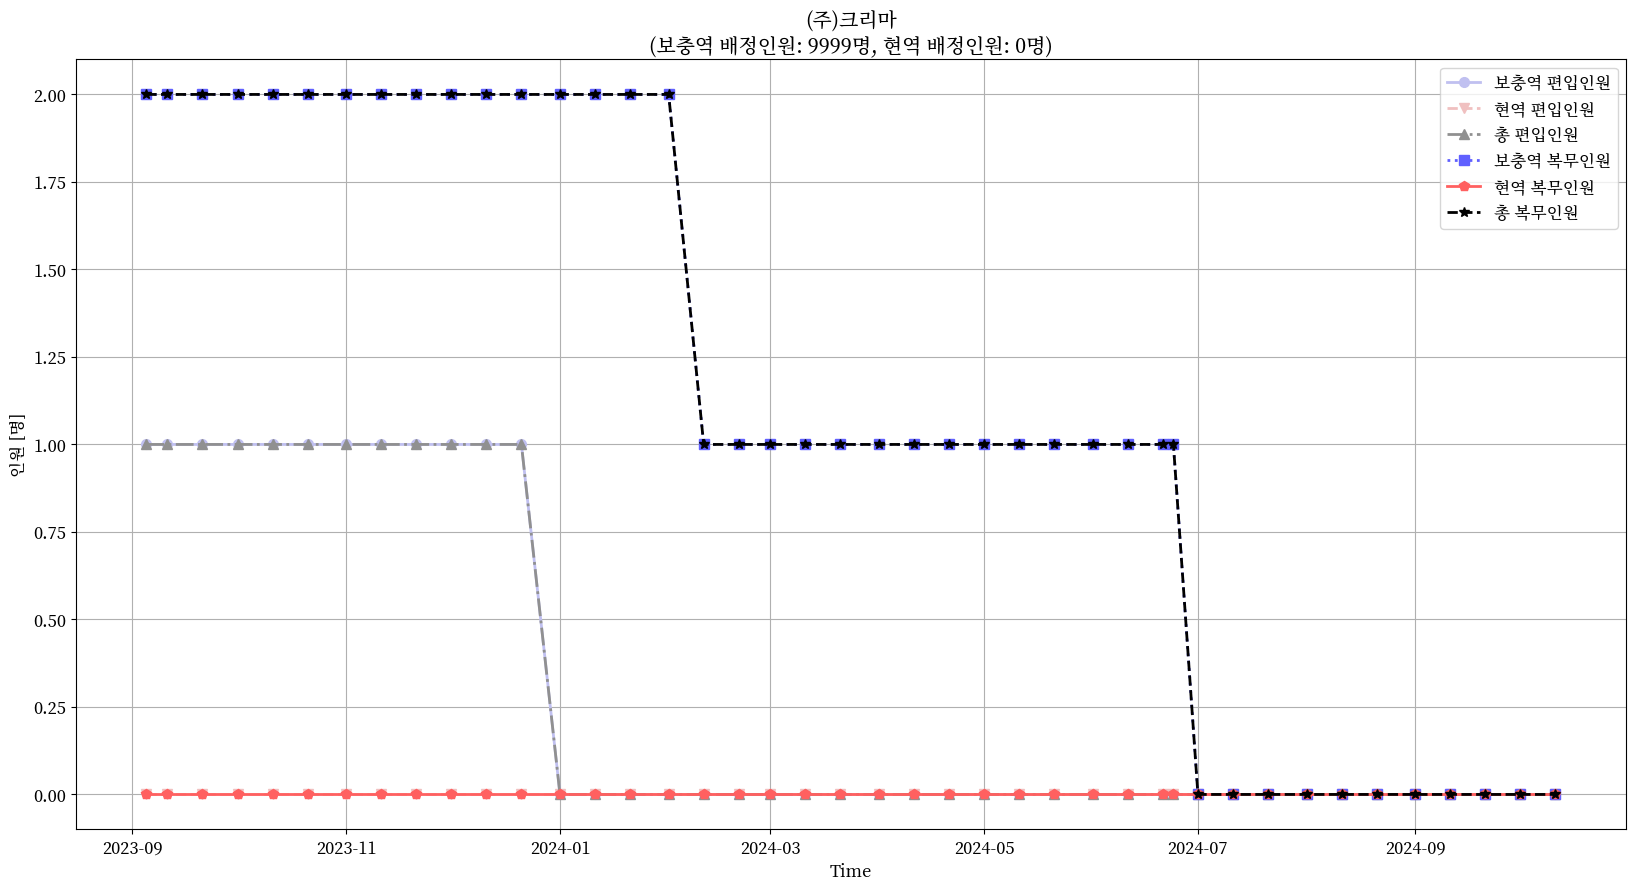 (주)크리마
(보충역 배정인원: 9999명, 현역 배정인원: 0명)
보충역 편입인원
현역 편입인원
총 편입인원
보충역 복무인원
현역 복무인원
총 복무인원
인원 [명]
2.00
1.75
1.50
1.25
1.00
0.75
0.50
0.25
0.00
2023-09
2023-11
2024-01
2024-03
2024-05
2024-07
2024-09
Time